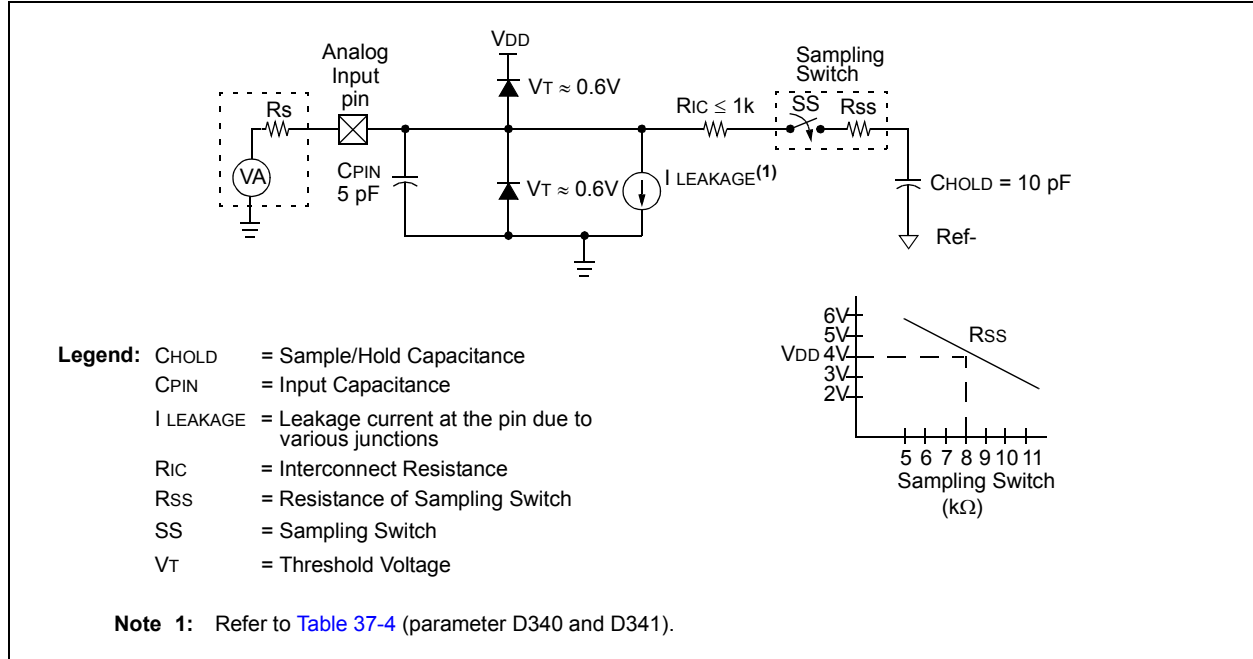 VDD
Analog
Input
pin
Sampling
Switch
VT ≈ 0.6V
Rs
RIC ≤ 1k
SS
Rss
VA
CPIN
5 pF
VT ≈ 0.6V
I LEAKAGE(1)
CHOLD = 10 pF
Ref-
6V
5V
VDD 4V
3V
2V
RSS
5 6 7 8 9 10 11
Sampling Switch
(kΩ)
Legend: CHOLD = Sample/Hold Capacitance
CPIN = Input Capacitance
I LEAKAGE = Leakage current at the pin due to
various junctions
RIC = Interconnect Resistance
RSS = Resistance of Sampling Switch
SS = Sampling Switch
VT = Threshold Voltage
Note 1: Refer to Table 37-4 (parameter D340 and D341).